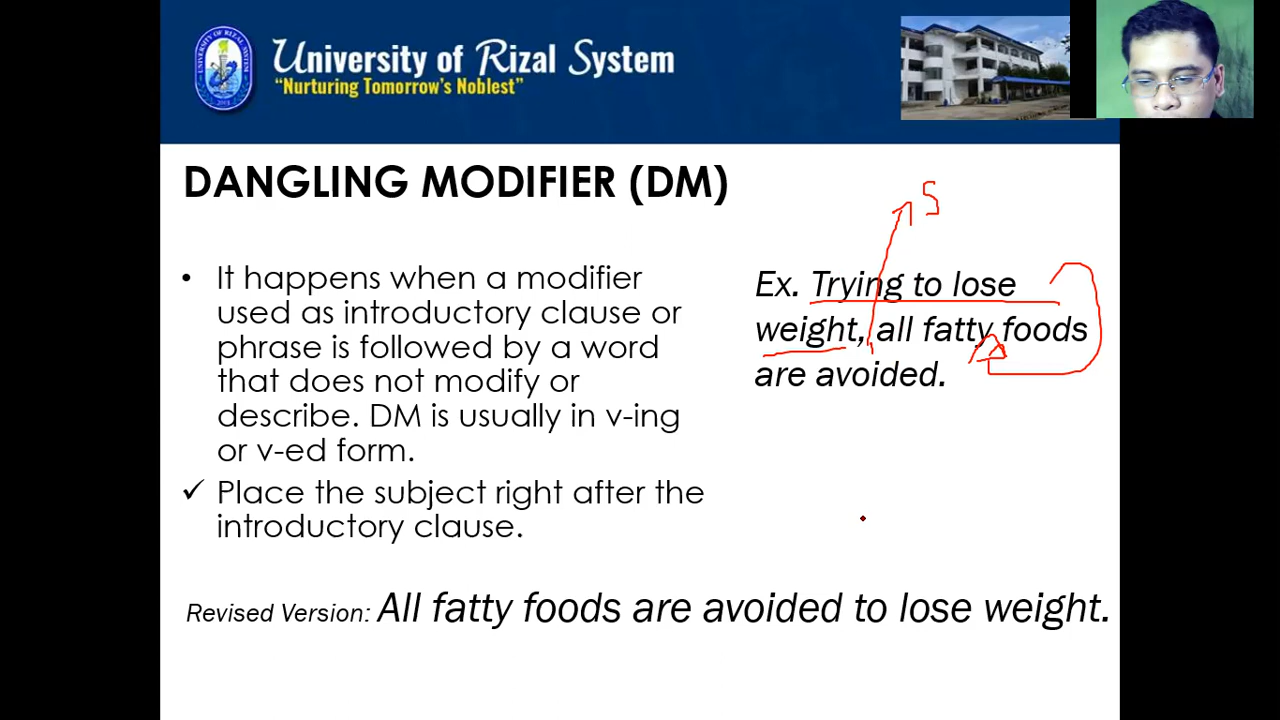 University of Rizal System
“Nurturing Tomorrow’s Noblest”
DANGLING MODIFIER (DM)
S
• It happens when a modifier
used as introductory clause or
phrase is followed by a word
that does not modify or
describe. DM is usually in v-ing
or v-ed form.
✓ Place the subject right after the
introductory clause.
Ex. Trying to lose
weight, all fatty foods
are avoided.
Revised Version: All fatty foods are avoided to lose weight.